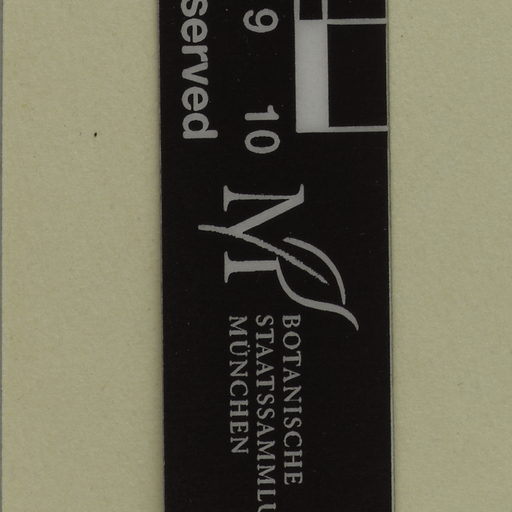 served
9 10
BOTANISCHE
STAATSSAMMLU
MÜNCHEN